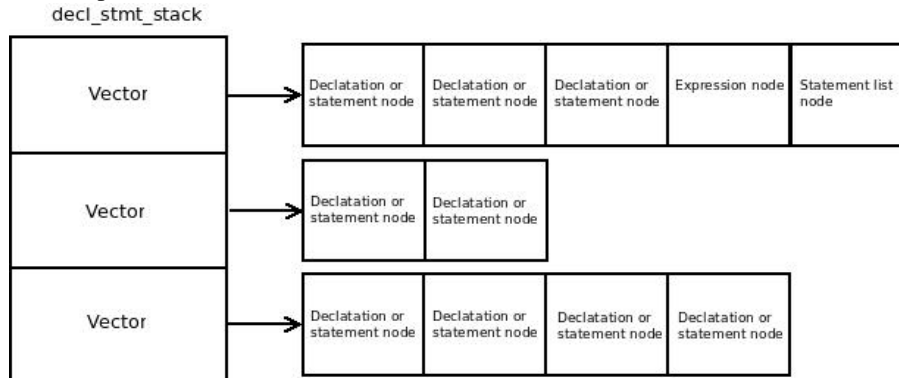 decl_stmt_stack
Vector
Declatation or
statement node
Declatation or
statement node
Declatation or
statement node
Expression node
Statement list
node
Vector
Declatation or
statement node
Declatation or
statement node
Vector
Declatation or
statement node
Declatation or
statement node
Declatation or
statement node
Declatation or
statement node